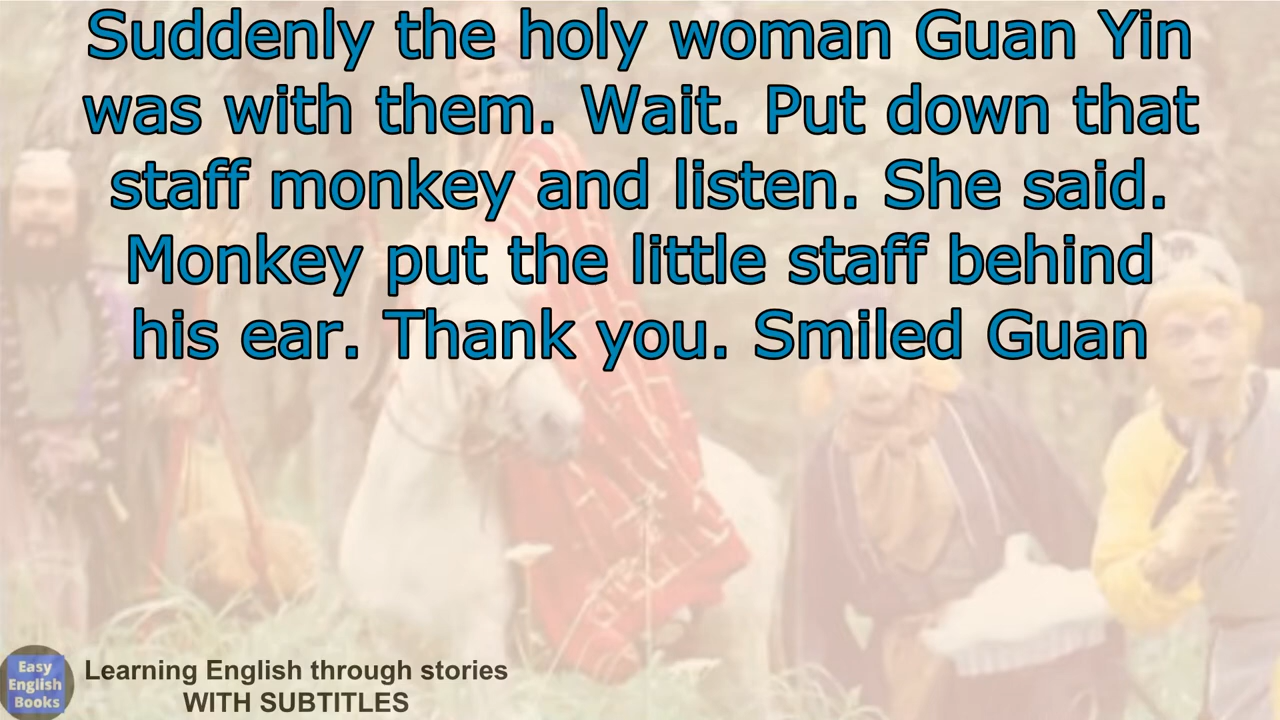 Suddenly the holy woman Guan Yin
was with them. Wait. Put down that
staff monkey and listen. She said.
Monkey put the little staff behind
his ear. Thank you. Smiled Guan
Easy
English
Books
Learning English through stories
WITH SUBTITLES